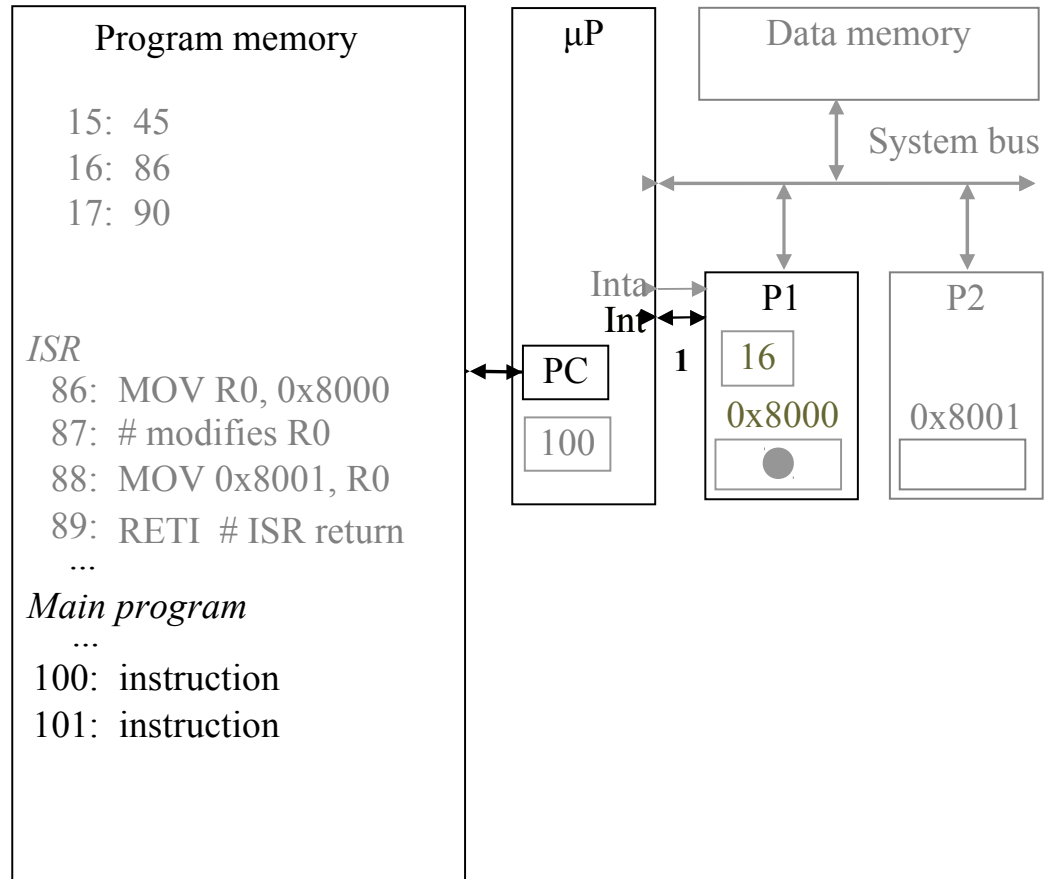 Program memory
15: 45
16: 86
17: 90
ISR
86: MOV R0, 0x8000
87: # modifies R0
88: MOV 0x8001, R0
89: RETI # ISR return
...
Main program
...
100: instruction
101: instruction
μP
Inta
Int
PC
100
Data memory
System bus
1
P1
16
0x8000
P2
0x8001